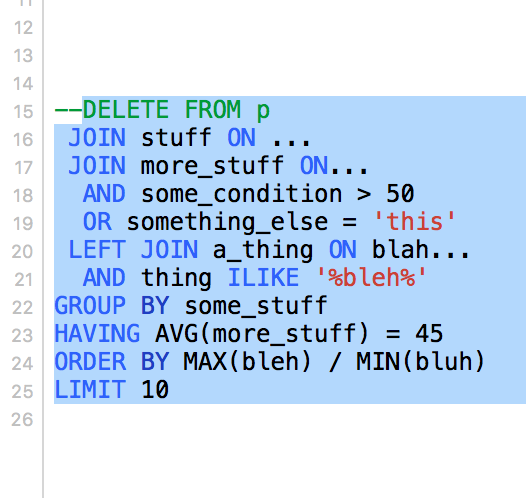 11
12
13
14
15 --DELETE FROM p
16 JOIN stuff ON ...
17 JOIN more_stuff ON...
18 AND some_condition > 50
19 OR something_else = 'this'
20 LEFT JOIN a_thing ON blah...
21 AND thing ILIKE '%bleh%'
22 GROUP BY some_stuff
23 HAVING AVG(more_stuff) = 45
24 ORDER BY MAX(bleh) / MIN(bluh)
25 LIMIT 10
26